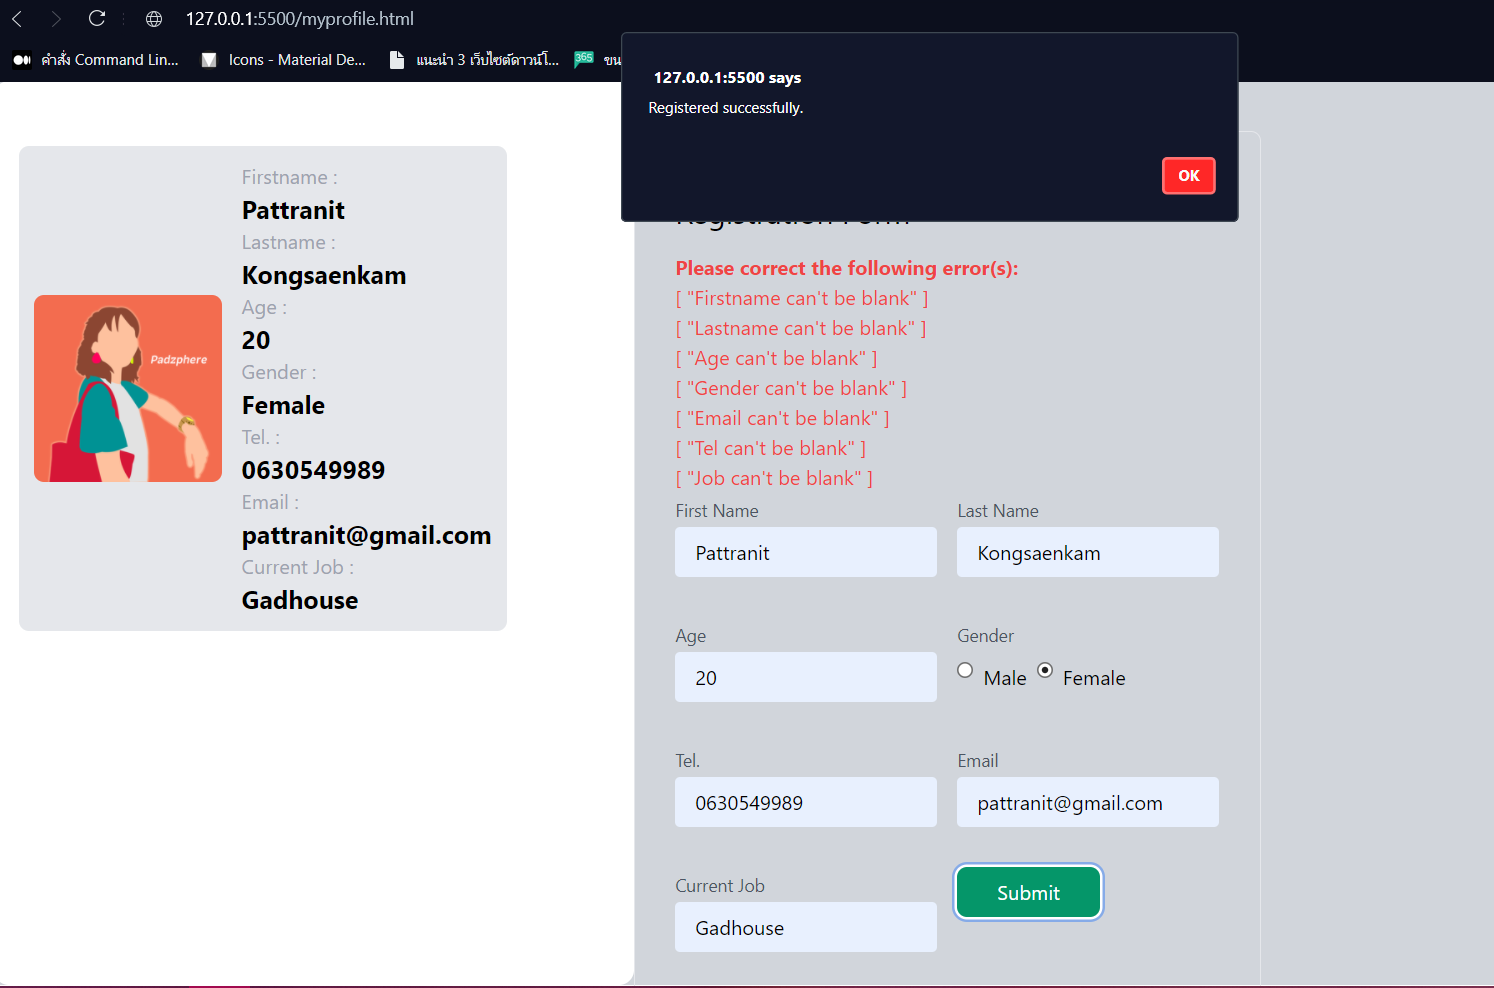 127.0.0.1:5500/myprofile.html
คำสั่ง Command Lin...
Icons - Material De...
แนะนำ 3 เว็บไซต์ดาวน์โ...
365
ขน
127.0.0.1:5500 says
Registered successfully.
OK
Firstname :
Pattranit
Lastname :
Kongsaenkam
Age :
20
Gender :
Female
Tel. :
0630549989
Email :
pattranit@gmail.com
Current Job :
Gadhouse
Padzphere
Registration Form
Please correct the following error(s):
[ "Firstname can't be blank" ]
[ "Lastname can't be blank" ]
[ "Age can't be blank" ]
[ "Gender can't be blank" ]
[ "Email can't be blank" ]
[ "Tel can't be blank" ]
[ "Job can't be blank" ]
First Name Last Name
Pattranit Kongsaenkam
Age Gender
20 Male Female
Tel. Email
0630549989 pattranit@gmail.com
Current Job
Submit
Gadhouse